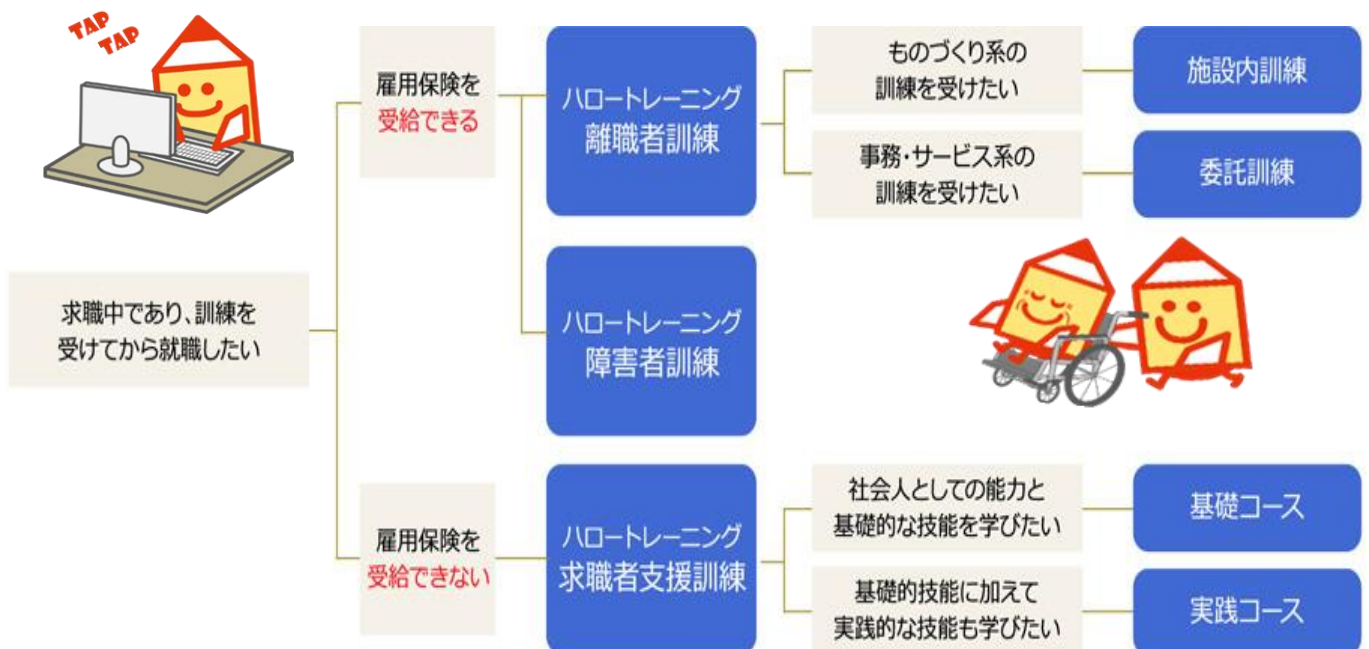 TAP
TAP
求職中であり、訓練を
受けてから就職したい
雇用保険を
受給できる
ハロートレーニング
離職者訓練
ものづくり系の
訓練を受けたい
施設内訓練
事務・サービス系の
訓練を受けたい
委託訓練
ハロートレーニング
障害者訓練
雇用保険を
受給できない
ハロートレーニング
求職者支援訓練
社会人としての能力と
基礎的な技能を学びたい
基礎コース
基礎的技能に加えて
実践的な技能も学びたい
実践コース